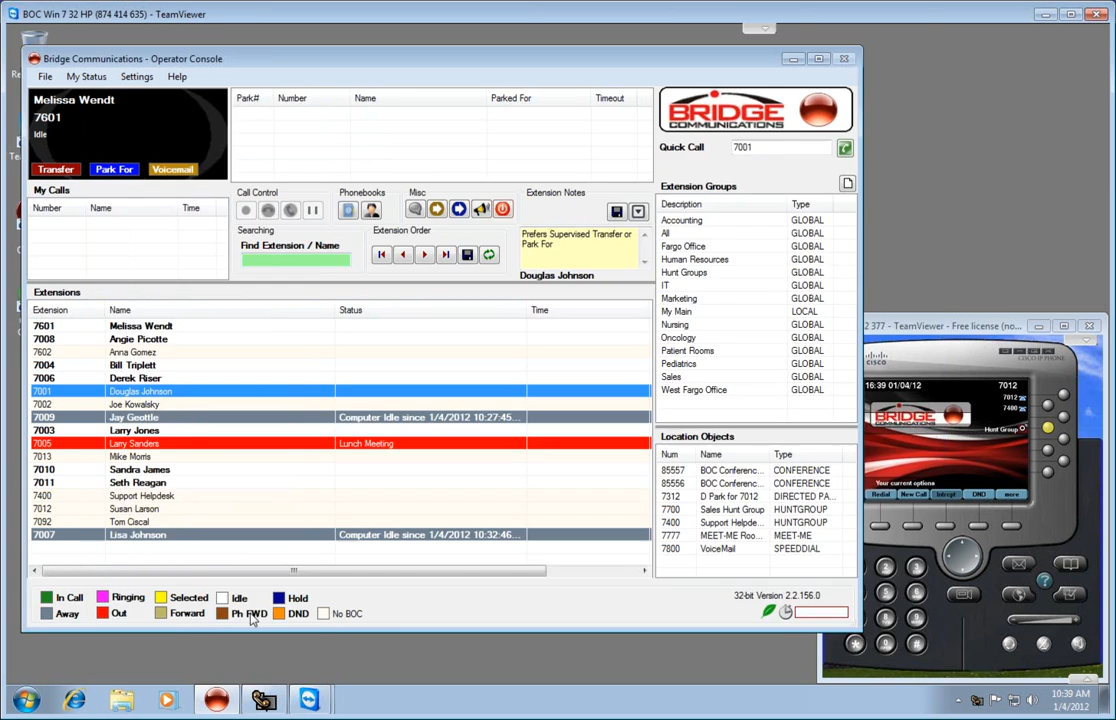 BOC Win 7 32 HP (874 414 635) - TeamViewer
Bridge Communications - Operator Console
File My Status Settings Help
Melissa Wendt
7601
Idle
Transfer Park For Voicemail
Park# Number Name Parked For Timeout
BRIDGE
COMMUNICATIONS
Quick Call 7001
My Calls
Number Name Time
Call Control Phonebooks Misc Extension Notes
Searching
Find Extension / Name
Extension Order
Prefers Supervised Transfer or
Park For
Douglas Johnson
Extension Groups
Description Type
Accounting GLOBAL
All GLOBAL
Fargo Office GLOBAL
Human Resources GLOBAL
Hunt Groups GLOBAL
IT GLOBAL
Marketing GLOBAL
My Main LOCAL
Nursing GLOBAL
Oncology GLOBAL
Patient Rooms GLOBAL
Pediatrics GLOBAL
Sales GLOBAL
West Fargo Office GLOBAL
Extensions
Extension Name Status Time
7601 Melissa Wendt
7008 Angie Picotte
7602 Anna Gomez
7004 Bill Triplett
7006 Derek Riser
7001 Douglas Johnson
7002 Joe Kowalsky
7009 Jay Geottle Computer Idle since 1/4/2012 10:27:45...
7003 Larry Jones
7005 Larry Sanders Lunch Meeting
7013 Mike Morris
7010 Sandra James
7011 Seth Reagan
7400 Support Helpdesk
7012 Susan Larson
7092 Tom Ciscal
7007 Lisa Johnson Computer Idle since 1/4/2012 10:32:46...
Location Objects
Num Name Type
85557 BOC Conferenc... CONFERENCE
85556 BOC Conferenc... CONFERENCE
7312 D Park for 7012 DIRECTED PA...
7700 Sales Hunt Group HUNTGROUP
7400 Support Helpde... HUNTGROUP
7777 MEET-ME Roo... MEET-ME
7800 VoiceMail SPEEDDIAL
In Call Ringing Selected Idle Hold
Away Out Forward Ph FWD DND No BOC
32-bit Version 2.2.156.0
2 377 - TeamViewer - Free license (no...
CISCO CISCO IP PHONE
16:39 01/04/12 7012
7012
7400
BRIDGE
COMMUNICATIONS
Hunt Group
Your current options
Redial New Call Intrcpt DND more
10:39 AM
1/4/2012